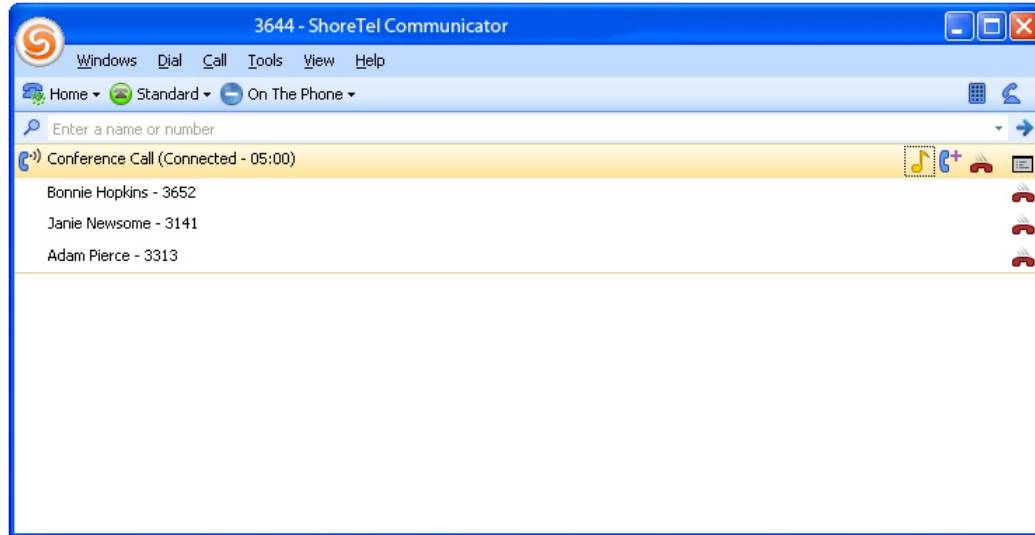 3644 - ShoreTel Communicator
Windows Dial Call Tools View Help
Home Standard On The Phone
Enter a name or number
Conference Call (Connected - 05:00)
Bonnie Hopkins - 3652
Janie Newsome - 3141
Adam Pierce - 3313